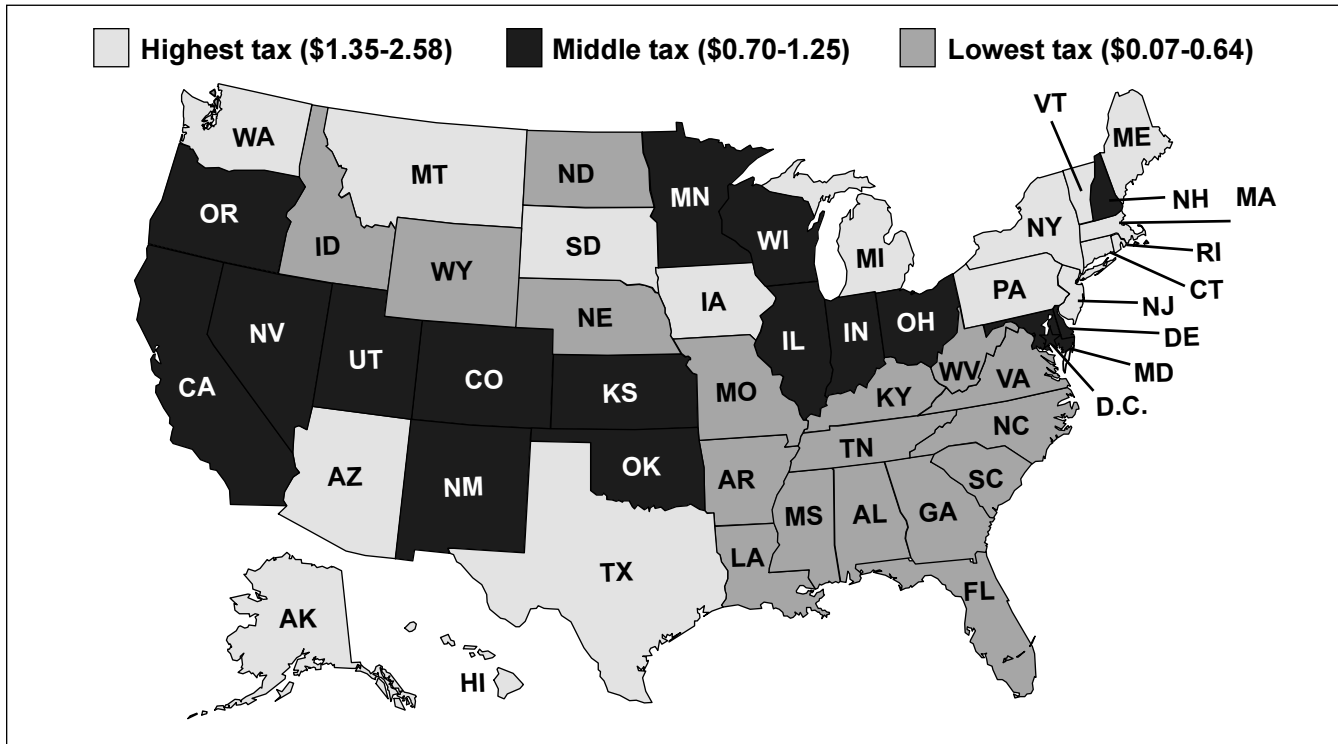 Highest tax ($1.35-2.58) Middle tax ($0.70-1.25) Lowest tax ($0.07-0.64)
VT
ME
WA
MT
ND
MN
NH MA
OR
ID
SD
WI
NY
MI
RI
WY
CT
PA
IA
NJ
NE
NV
OH
IN
IL
DE
UT
CO
WV
MD
CA
KS
MO
KY
VA
D.C.
NC
TN
OK
AZ
NM
AR
SC
MS
AL
GA
LA
TX
FL
AK
HI